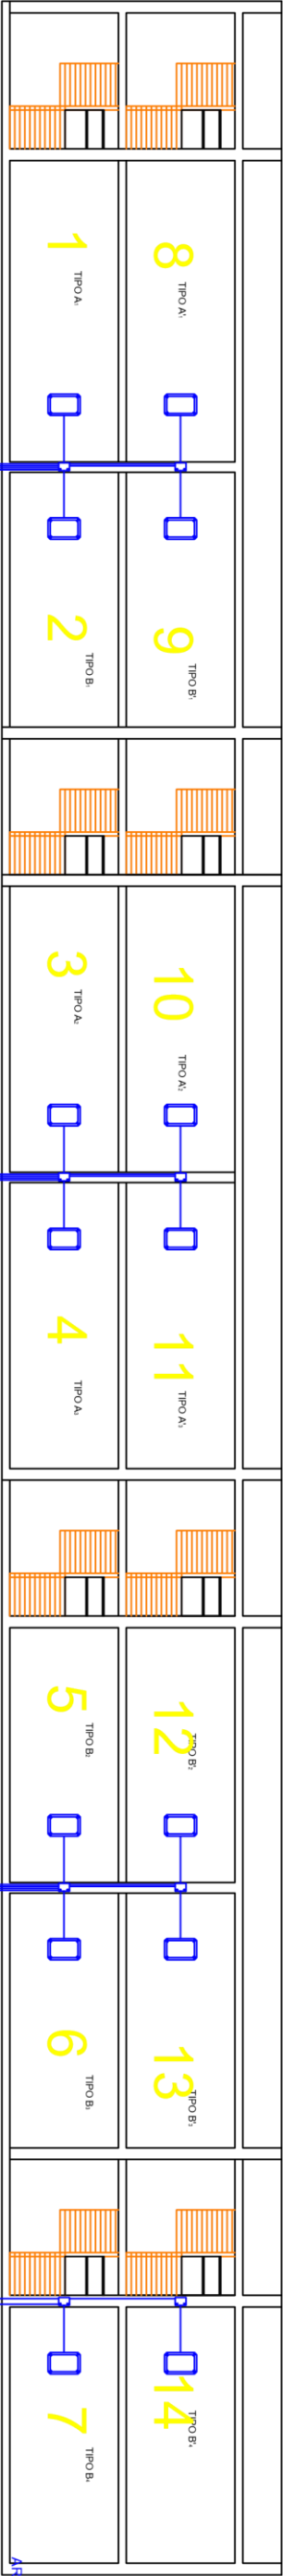 1
TIPO A₁
8
TIPO A'₁
2
TIPO B₁
9
TIPO B'₁
3
TIPO A₂
10
TIPO A'₂
4
TIPO A₃
11
TIPO A'₃
5
TIPO B₂
12
TIPO B'₂
6
TIPO B₃
13
TIPO B'₃
7
TIPO B₄
14
TIPO B'₄